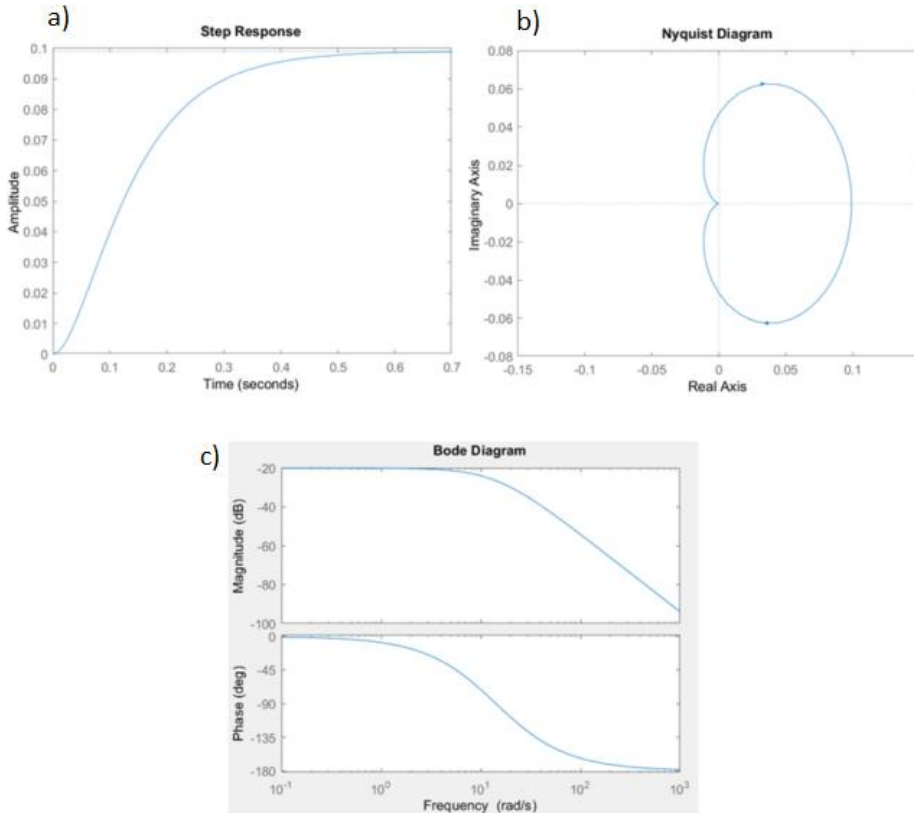 a)
Step Response
Amplitude
0.1
0.09
0.08
0.07
0.06
0.05
0.04
0.03
0.02
0.01
0
0 0.1 0.2 0.3 0.4 0.5 0.6 0.7
Time (seconds)
b)
Nyquist Diagram
Imaginary Axis
0.08
0.06
0.04
0.02
0
-0.02
-0.04
-0.06
-0.08
-0.15 -0.1 -0.05 0 0.05 0.1
Real Axis
c)
Bode Diagram
Magnitude (dB)
-20
-40
-60
-80
-100
Phase (deg)
0
-45
-90
-135
-180
10^-1 10^0 10^1 10^2 10^3
Frequency (rad/s)